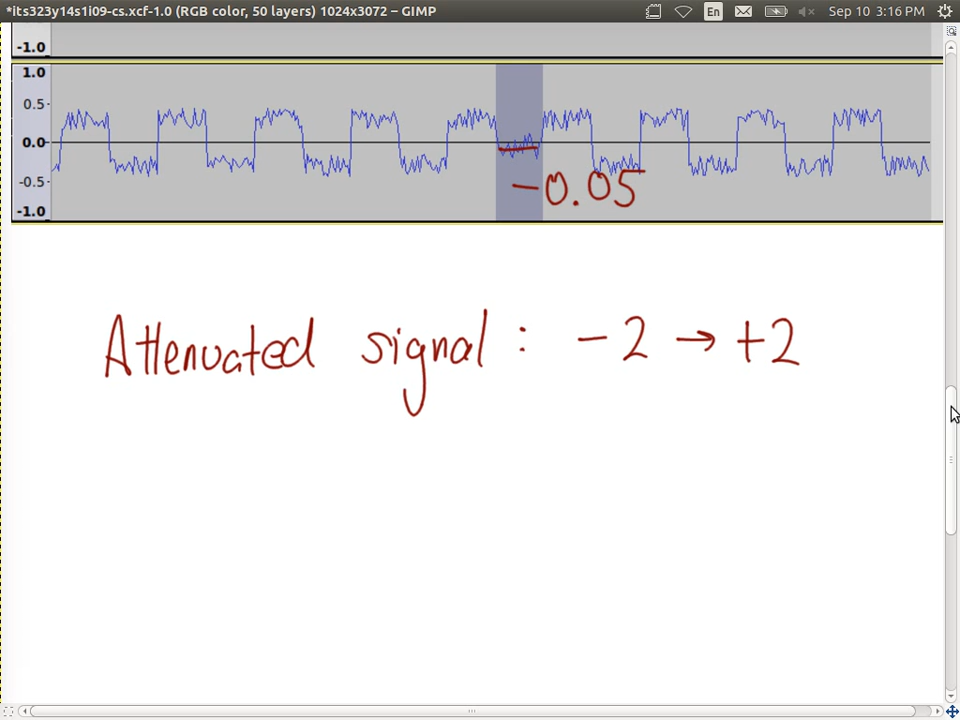 *its323y14s1i09-cs.xcf-1.0 (RGB color, 50 layers) 1024x3072 – GIMP
En
Sep 10 3:16 PM
-1.0
1.0
0.5-
0.0-
-0.5-
-1.0
-0.05
Attenuated signal : -2 → +2